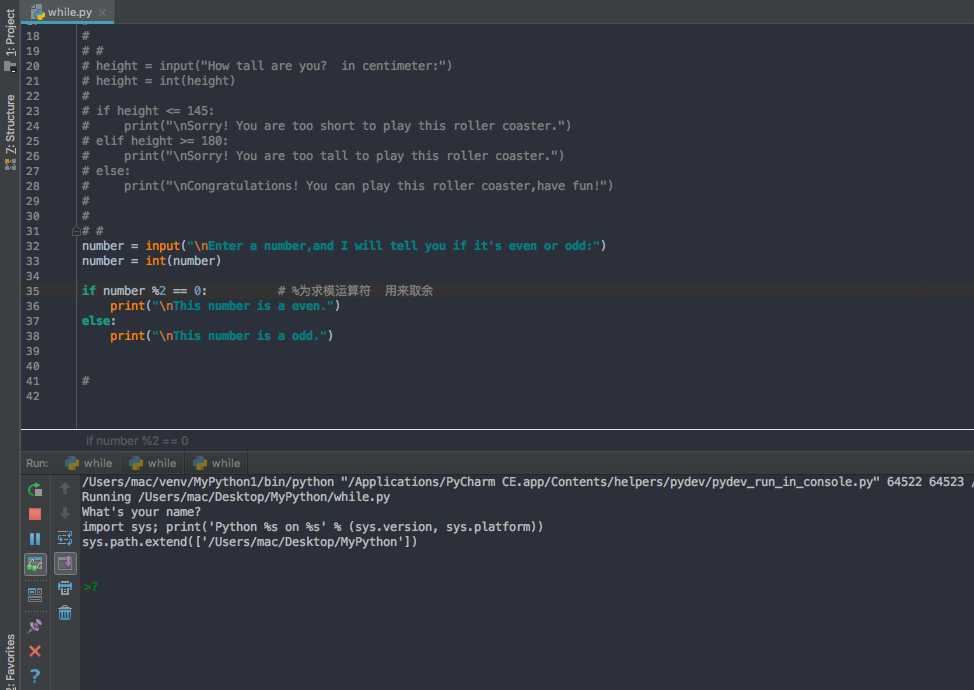 1: Project
while.py
18 #
19 # #
20 # height = input("How tall are you?  in centimeter:")
21 # height = int(height)
22 #
23 # if height <= 145:
24 #     print("\nSorry! You are too short to play this roller coaster.")
25 # elif height >= 180:
26 #     print("\nSorry! You are too tall to play this roller coaster.")
27 # else:
28 #     print("\nCongratulations! You can play this roller coaster,have fun!")
29 #
30 #
31 # #
32 number = input("\nEnter a number,and I will tell you if it's even or odd:")
33 number = int(number)
34
35 if number %2 == 0:          # %为求模运算符  用来取余
36     print("\nThis number is a even.")
37 else:
38     print("\nThis number is a odd.")
39
40
41 #
42
Z: Structure
if number %2 == 0
Run: while while while
/Users/mac/venv/MyPython1/bin/python "/Applications/PyCharm CE.app/Contents/helpers/pydev/pydev_run_in_console.py" 64522 64523 /
Running /Users/mac/Desktop/MyPython/while.py
What's your name?
import sys; print('Python %s on %s' % (sys.version, sys.platform))
sys.path.extend(['/Users/mac/Desktop/MyPython'])
>?
2: Favorites